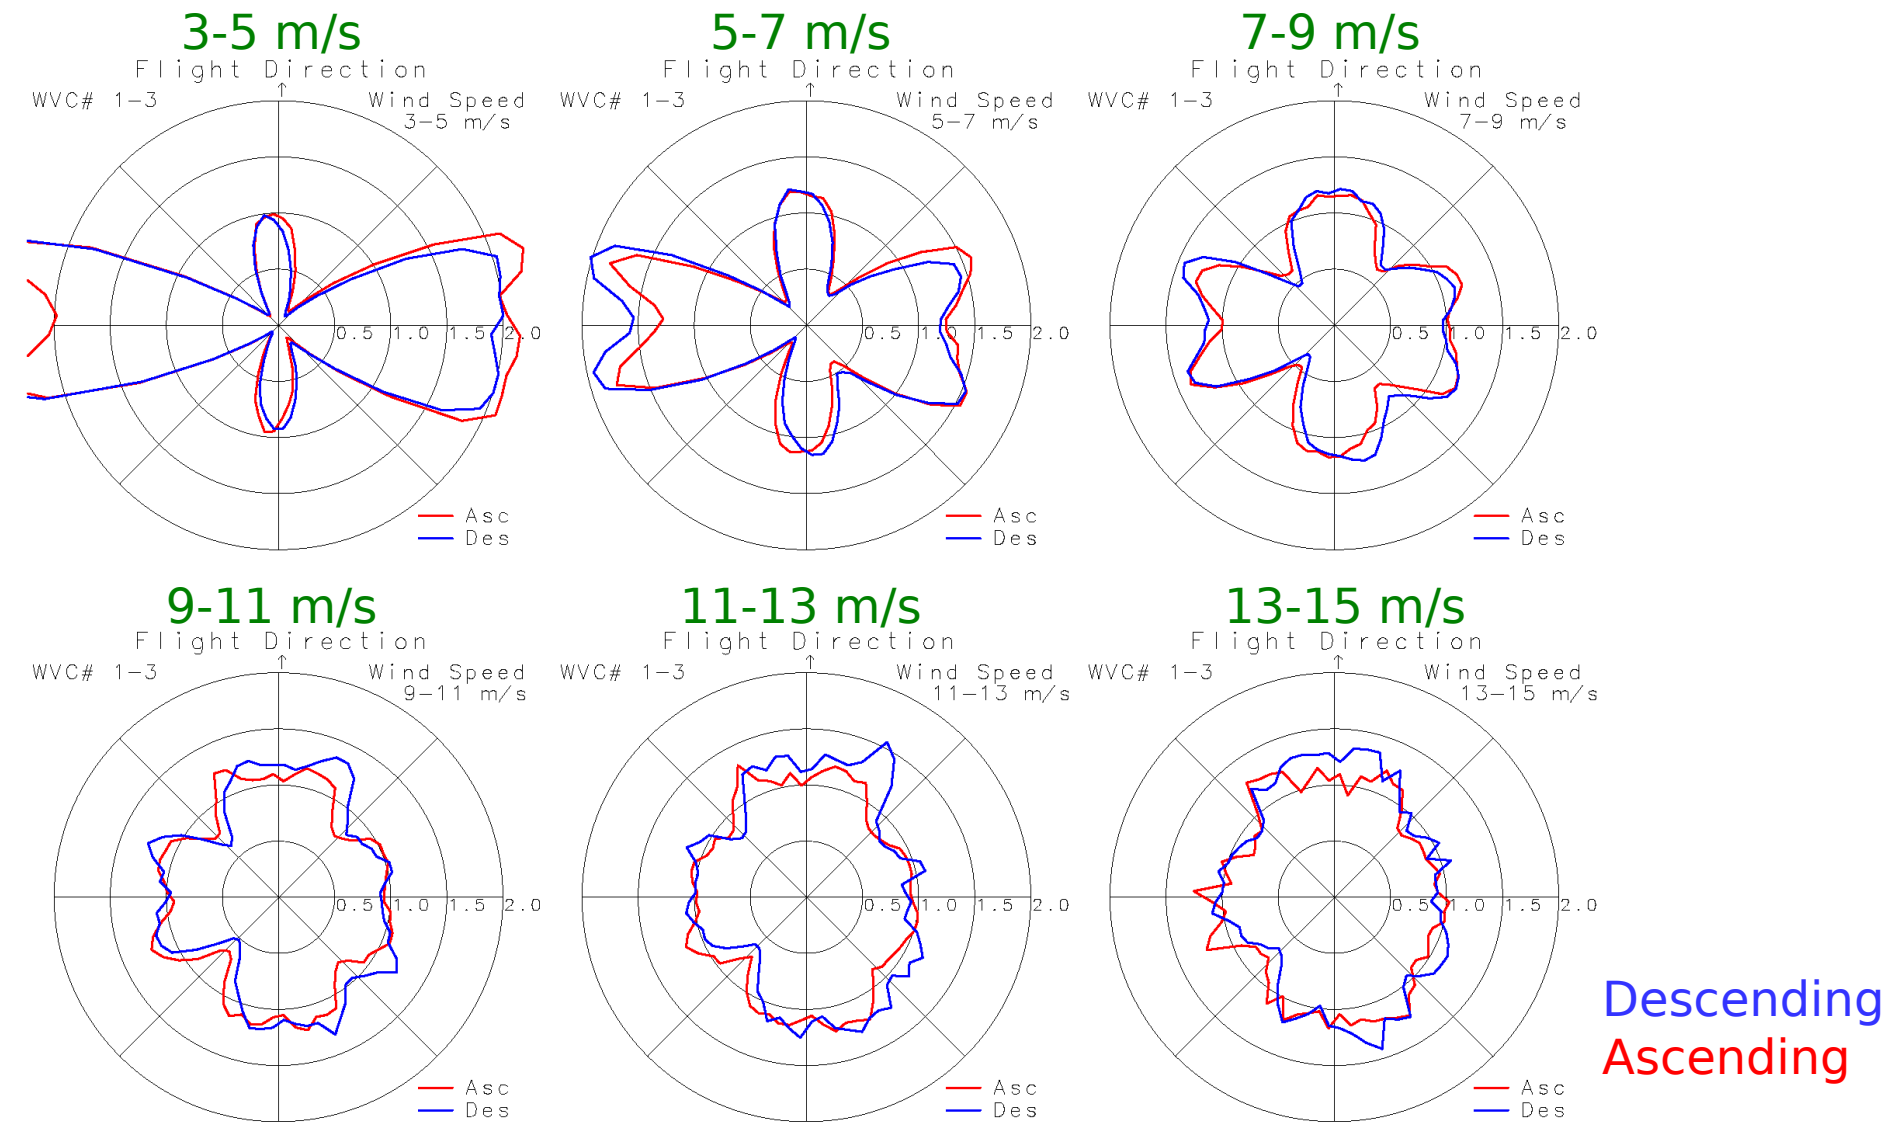 3-5 m/s
Flight Direction
WVC# 1-3
Wind Speed
3-5 m/s
0.5 1.0 1.5 2.0
Asc
Des
5-7 m/s
Flight Direction
WVC# 1-3
Wind Speed
5-7 m/s
0.5 1.0 1.5 2.0
Asc
Des
7-9 m/s
Flight Direction
WVC# 1-3
Wind Speed
7-9 m/s
0.5 1.0 1.5 2.0
Asc
Des
9-11 m/s
Flight Direction
WVC# 1-3
Wind Speed
9-11 m/s
0.5 1.0 1.5 2.0
Asc
Des
11-13 m/s
Flight Direction
WVC# 1-3
Wind Speed
11-13 m/s
0.5 1.0 1.5 2.0
Asc
Des
13-15 m/s
Flight Direction
WVC# 1-3
Wind Speed
13-15 m/s
0.5 1.0 1.5 2.0
Asc
Des
Descending
Ascending